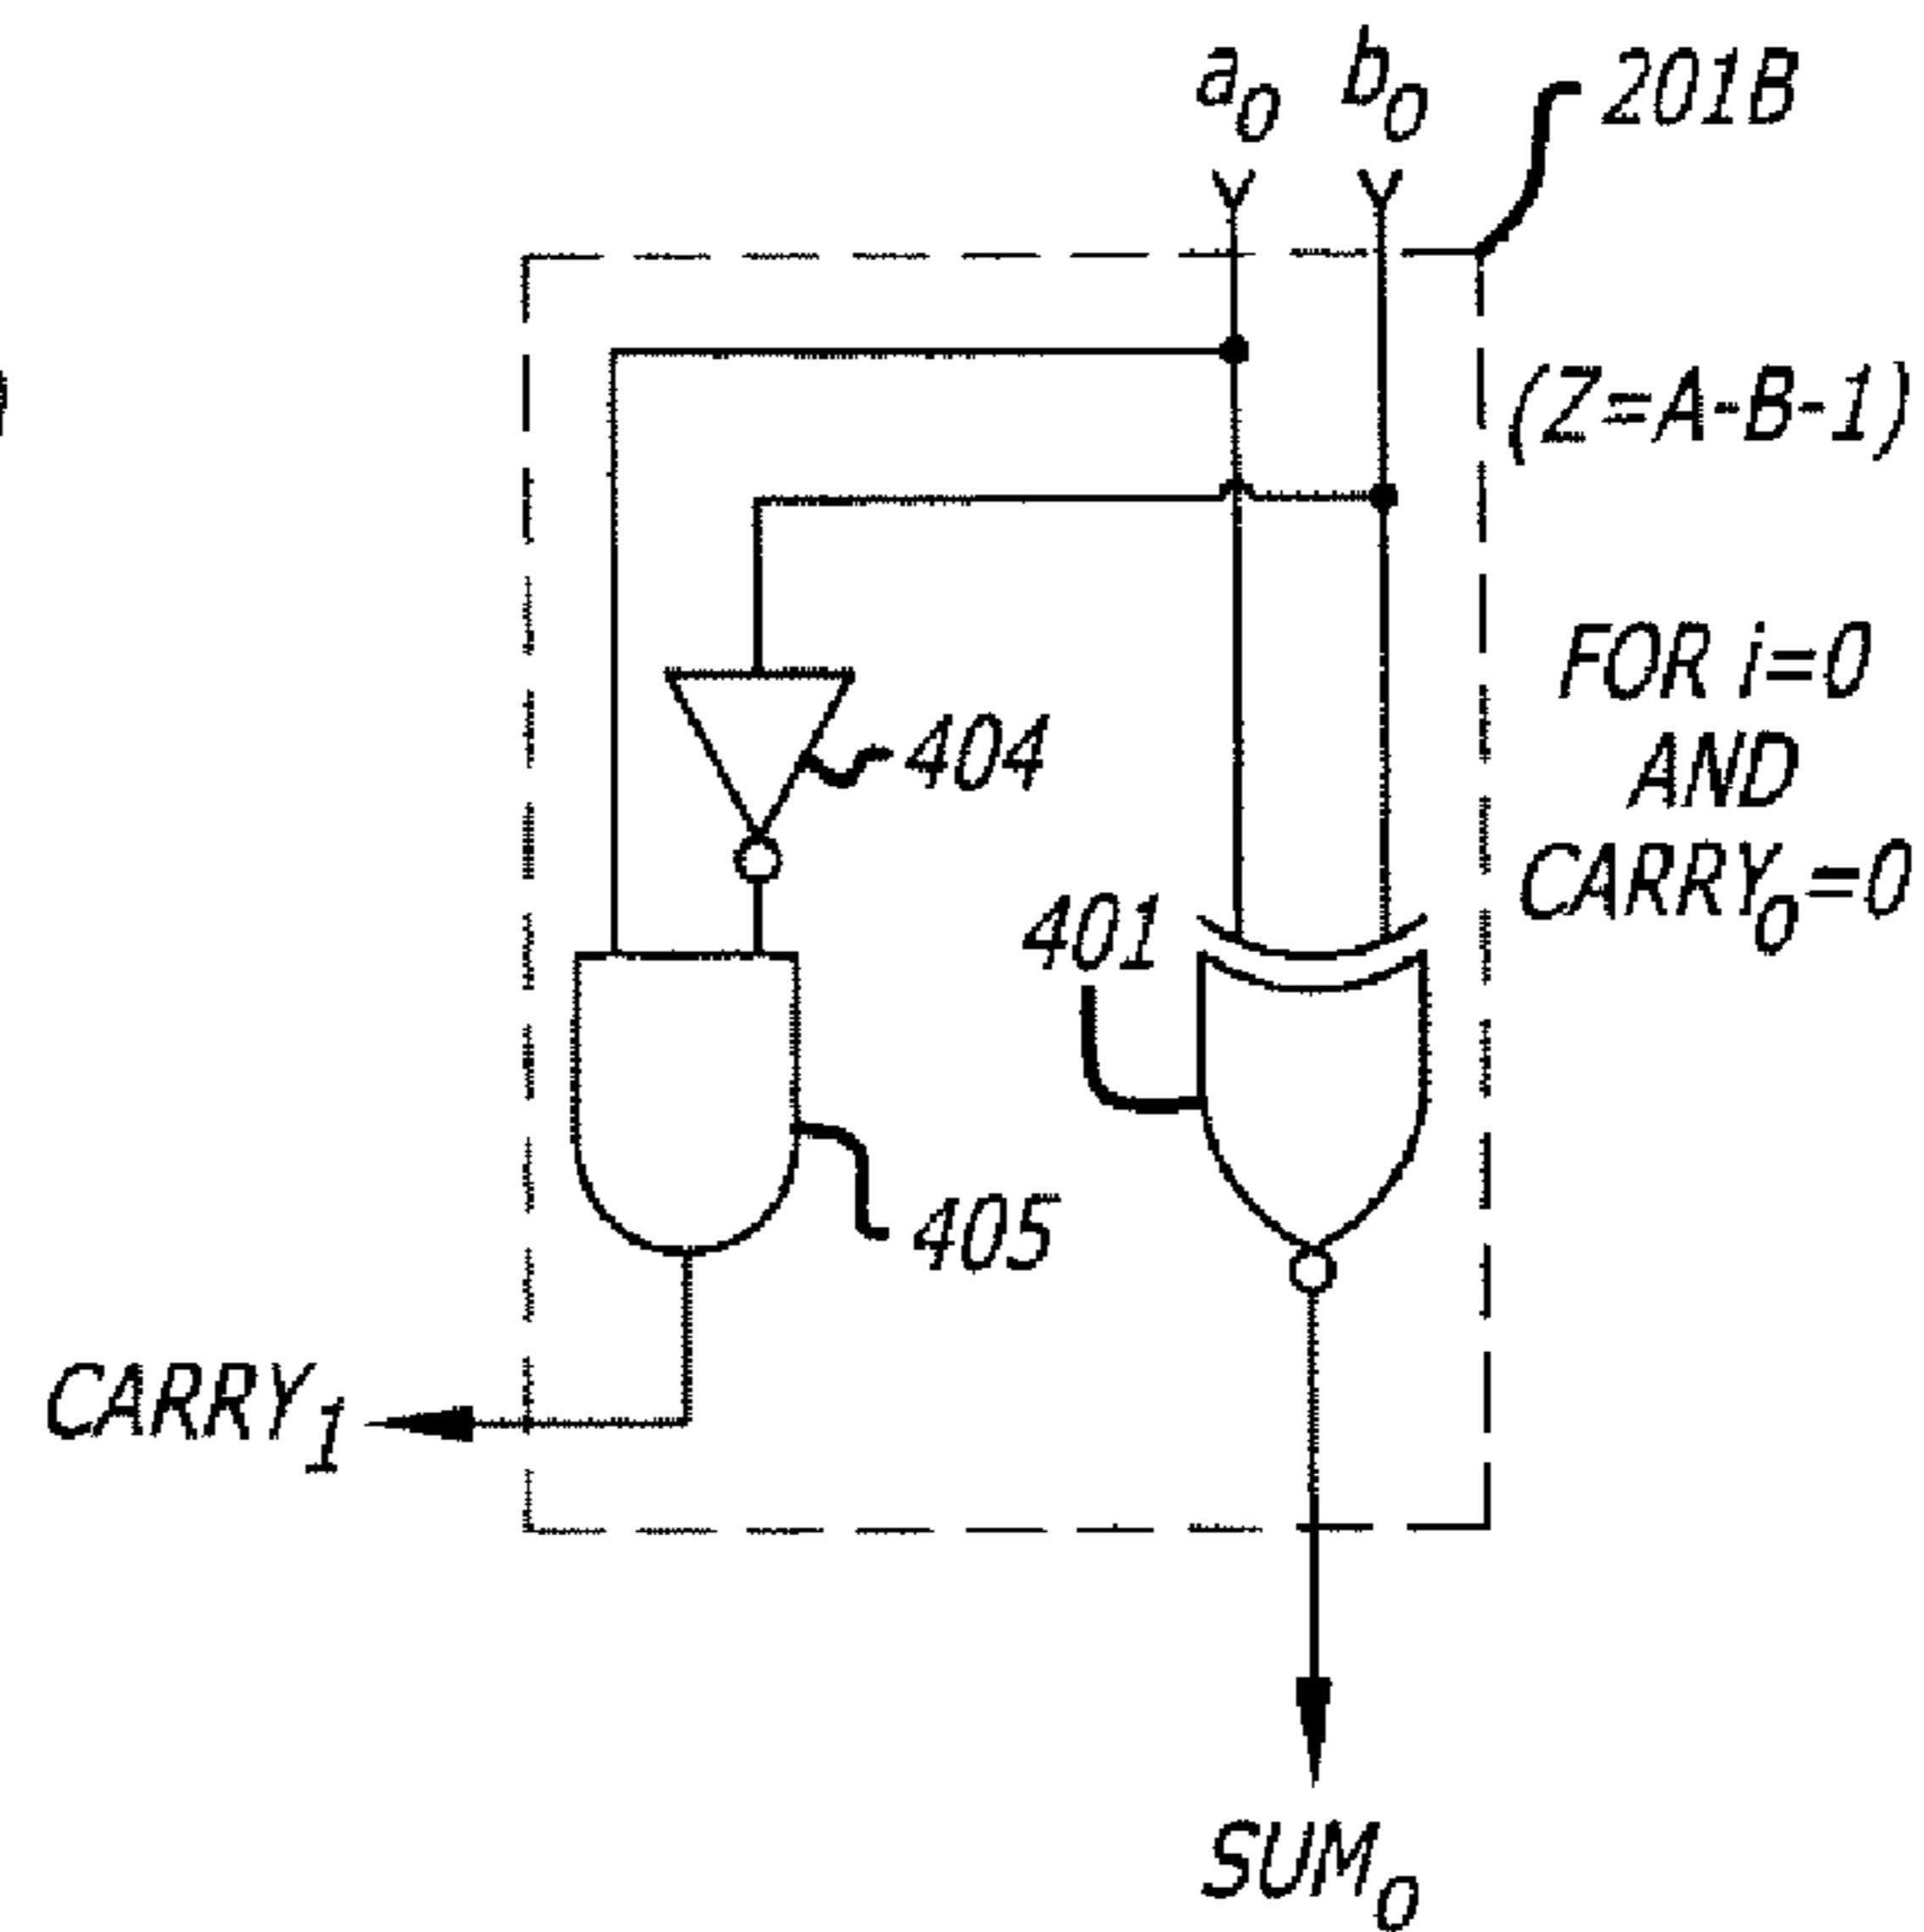 a0 b0
201B
(Z=A-B-1)
FOR i=0
AND
CARRY0=0
404
401
405
CARRY1
SUM0